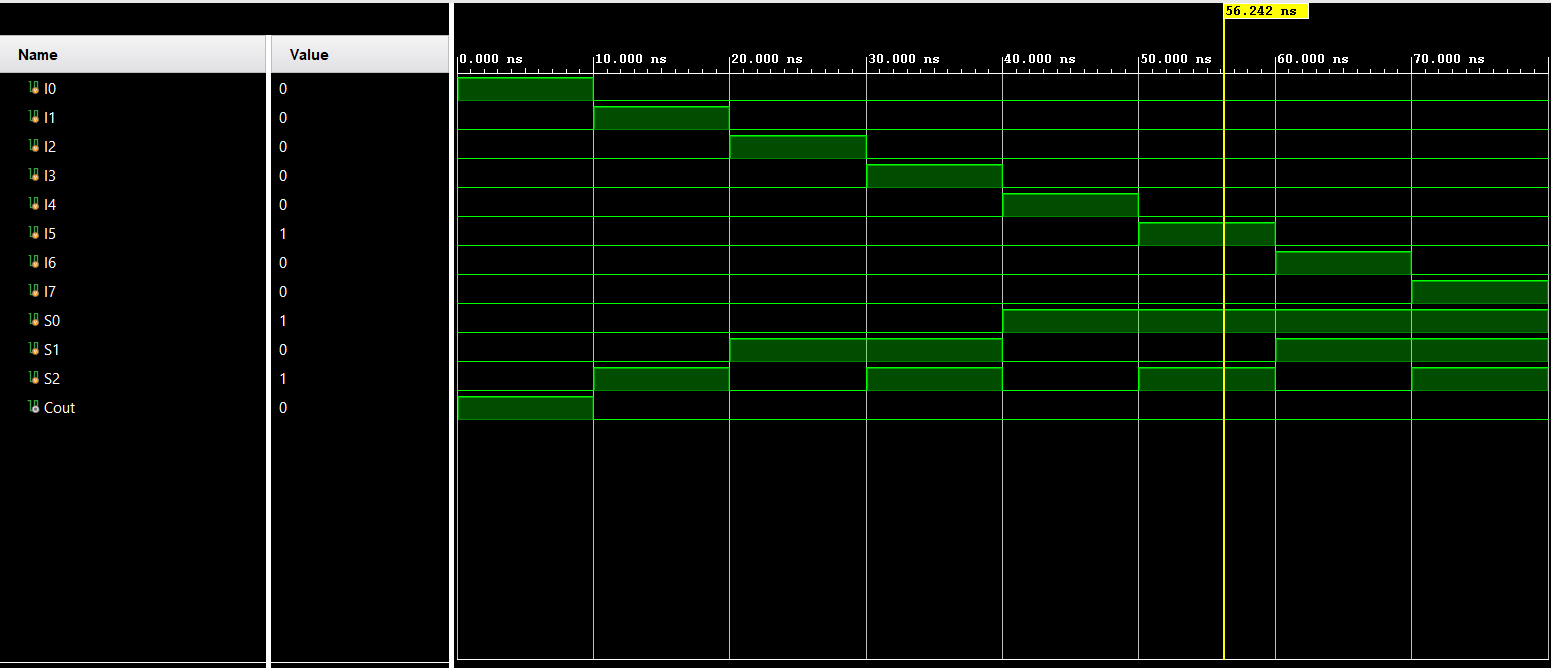 56.242 ns
Name Value
0.000 ns 10.000 ns 20.000 ns 30.000 ns 40.000 ns 50.000 ns 60.000 ns 70.000 ns
I0 0
I1 0
I2 0
I3 0
I4 0
I5 1
I6 0
I7 0
S0 1
S1 0
S2 1
Cout 0